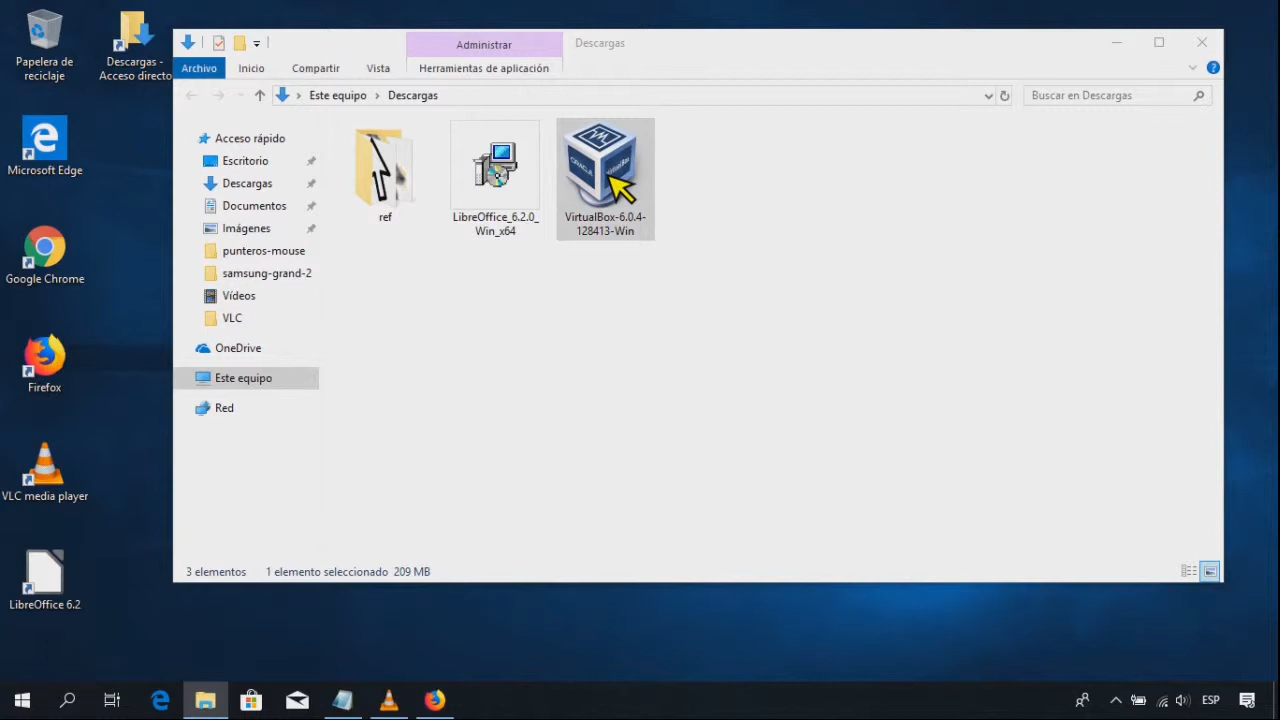 Papelera de
reciclaje
Descargas -
Acceso directo
Microsoft Edge
Google Chrome
Firefox
VLC media player
LibreOffice 6.2
Administrar
Descargas
Archivo
Inicio
Compartir
Vista
Herramientas de aplicación
Este equipo
Descargas
Buscar en Descargas
Acceso rápido
Escritorio
Descargas
Documentos
Imágenes
punteros-mouse
samsung-grand-2
Vídeos
VLC
OneDrive
Este equipo
Red
ref
LibreOffice_6.2.0_
Win_x64
ORACLE
VirtualBox
VirtualBox-6.0.4-
128413-Win
3 elementos
1 elemento seleccionado 209 MB
ESP